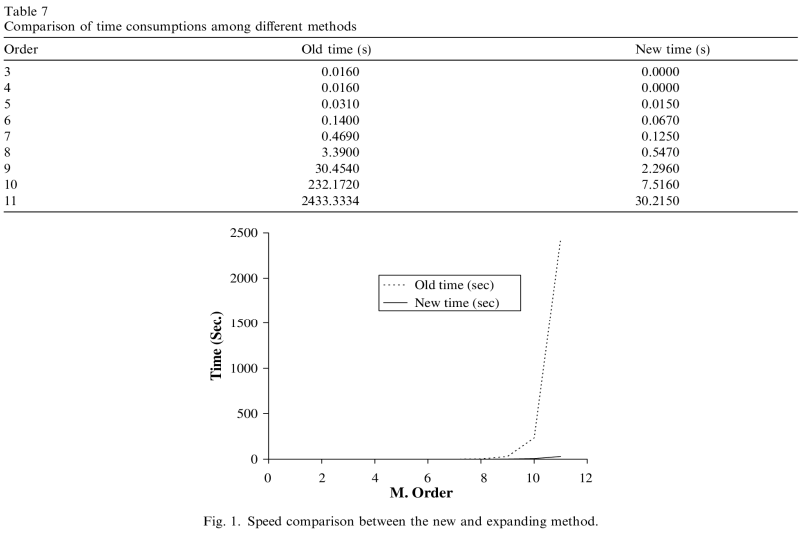 Table 7
Comparison of time consumptions among different methods
Order Old time (s) New time (s)
3 0.0160 0.0000
4 0.0160 0.0000
5 0.0310 0.0150
6 0.1400 0.0670
7 0.4690 0.1250
8 3.3900 0.5470
9 30.4540 2.2960
10 232.1720 7.5160
11 2433.3334 30.2150
2500
2000
1500
1000
500
0
Time (Sec.)
Old time (sec)
New time (sec)
0 2 4 6 8 10 12
M. Order
Fig. 1. Speed comparison between the new and expanding method.